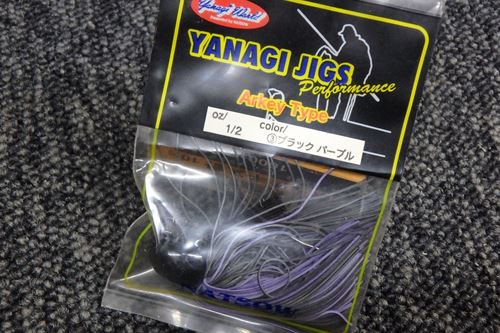 Yanagi World
YANAGI JIGS
Performance
Arkey Type
oz/ color/
1/2 ③ブラック パープル